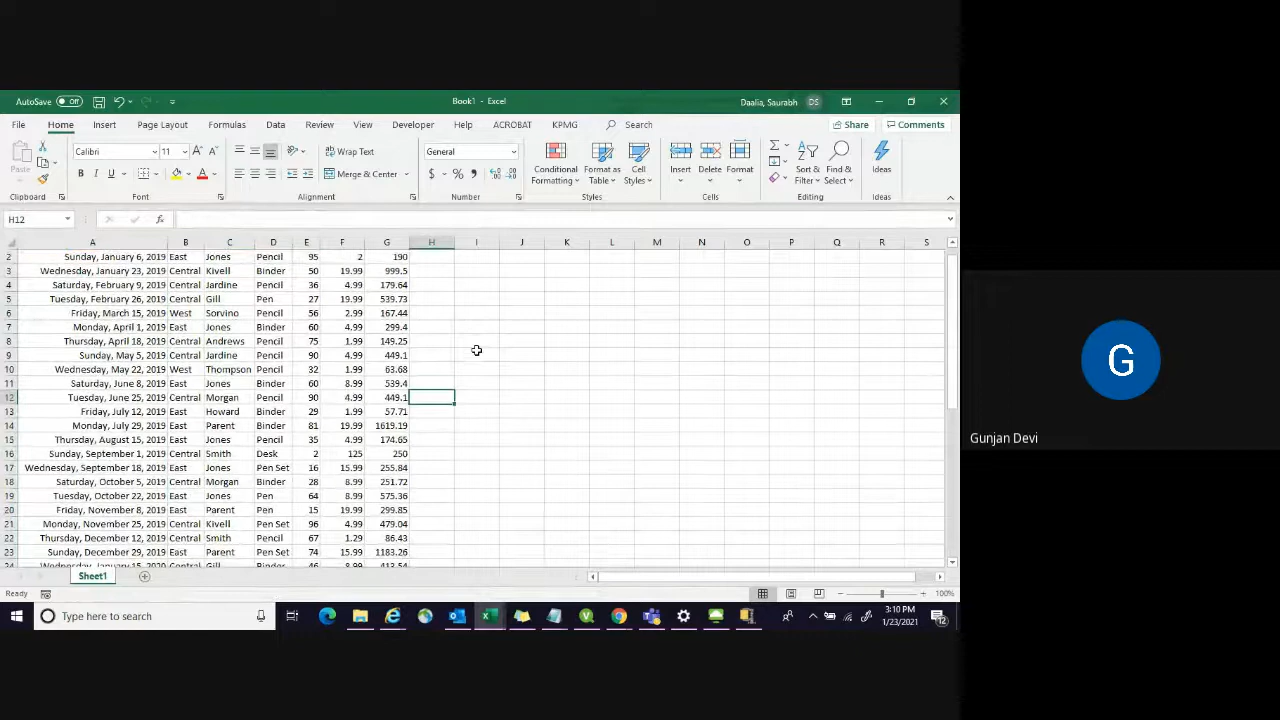 AutoSave Off Book1 - Excel Daalia, Saurabh DS
File Home Insert Page Layout Formulas Data Review View Developer Help ACROBAT KPMG Search Share Comments
Paste Calibri 11 Wrap Text General Conditional Formatting Format as Table Cell Styles Insert Delete Format Sort & Filter Find & Select Ideas
B I U Merge & Center $ % ,
Clipboard Font Alignment Number Styles Cells Editing Ideas
H12 fx
A B C D E F G H I J K L M N O P Q R S
2 Sunday, January 6, 2019 East Jones Pencil 95 2 190
3 Wednesday, January 23, 2019 Central Kivell Binder 50 19.99 999.5
4 Saturday, February 9, 2019 Central Jardine Pencil 36 4.99 179.64
5 Tuesday, February 26, 2019 Central Gill Pen 27 19.99 539.73
6 Friday, March 15, 2019 West Sorvino Pencil 56 2.99 167.44
7 Monday, April 1, 2019 East Jones Binder 60 4.99 299.4
8 Thursday, April 18, 2019 Central Andrews Pencil 75 1.99 149.25
9 Sunday, May 5, 2019 Central Jardine Pencil 90 4.99 449.1
10 Wednesday, May 22, 2019 West Thompson Pencil 32 1.99 63.68
11 Saturday, June 8, 2019 East Jones Binder 60 8.99 539.4
12 Tuesday, June 25, 2019 Central Morgan Pencil 90 4.99 449.1
13 Friday, July 12, 2019 East Howard Binder 29 1.99 57.71
14 Monday, July 29, 2019 East Parent Binder 81 19.99 1619.19
15 Thursday, August 15, 2019 East Jones Pencil 35 4.99 174.65
16 Sunday, September 1, 2019 Central Smith Desk 2 125 250
17 Wednesday, September 18, 2019 East Jones Pen Set 16 15.99 255.84
18 Saturday, October 5, 2019 Central Morgan Binder 28 8.99 251.72
19 Tuesday, October 22, 2019 East Jones Pen 64 8.99 575.36
20 Friday, November 8, 2019 East Parent Pen 15 19.99 299.85
21 Monday, November 25, 2019 Central Kivell Pen Set 96 4.99 479.04
22 Thursday, December 12, 2019 Central Smith Pencil 67 1.29 86.43
23 Sunday, December 29, 2019 East Parent Pen Set 74 15.99 1183.26
24 Wednesday, January 15, 2020 Central Gill Binder 46 8.99 413.54
Sheet1
Ready 100%
Type here to search 3:10 PM
1/23/2021 12
G
Gunjan Devi